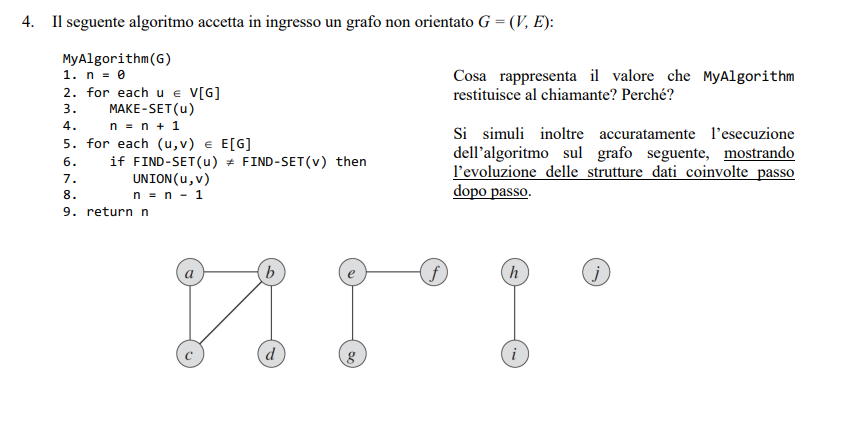 4. Il seguente algoritmo accetta in ingresso un grafo non orientato G = (V, E):
MyAlgorithm(G)
1. n = 0
2. for each u ∈ V[G]
3. MAKE-SET(u)
4. n = n + 1
5. for each (u,v) ∈ E[G]
6. if FIND-SET(u) ≠ FIND-SET(v) then
7. UNION(u,v)
8. n = n - 1
9. return n
Cosa rappresenta il valore che MyAlgorithm
restituisce al chiamante? Perché?
Si simuli inoltre accuratamente l'esecuzione
dell'algoritmo sul grafo seguente, mostrando
l'evoluzione delle strutture dati coinvolte passo
dopo passo.
a b e f h j
c d g i